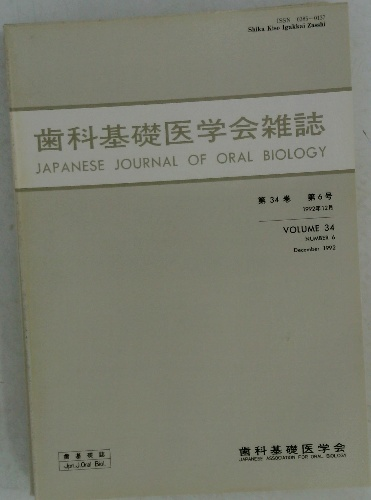 ISSN 0385-0137
Shika Kiso Igakkai Zasshi
歯科基礎医学会雑誌
JAPANESE JOURNAL OF ORAL BIOLOGY
第 34 巻 第 6 号
1992年12月
VOLUME 34
NUMBER 6
December 1992
歯 基 礎 誌
Jpn.J.Oral Biol.
歯科基礎医学会
JAPANESE ASSOCIATION FOR ORAL BIOLOGY